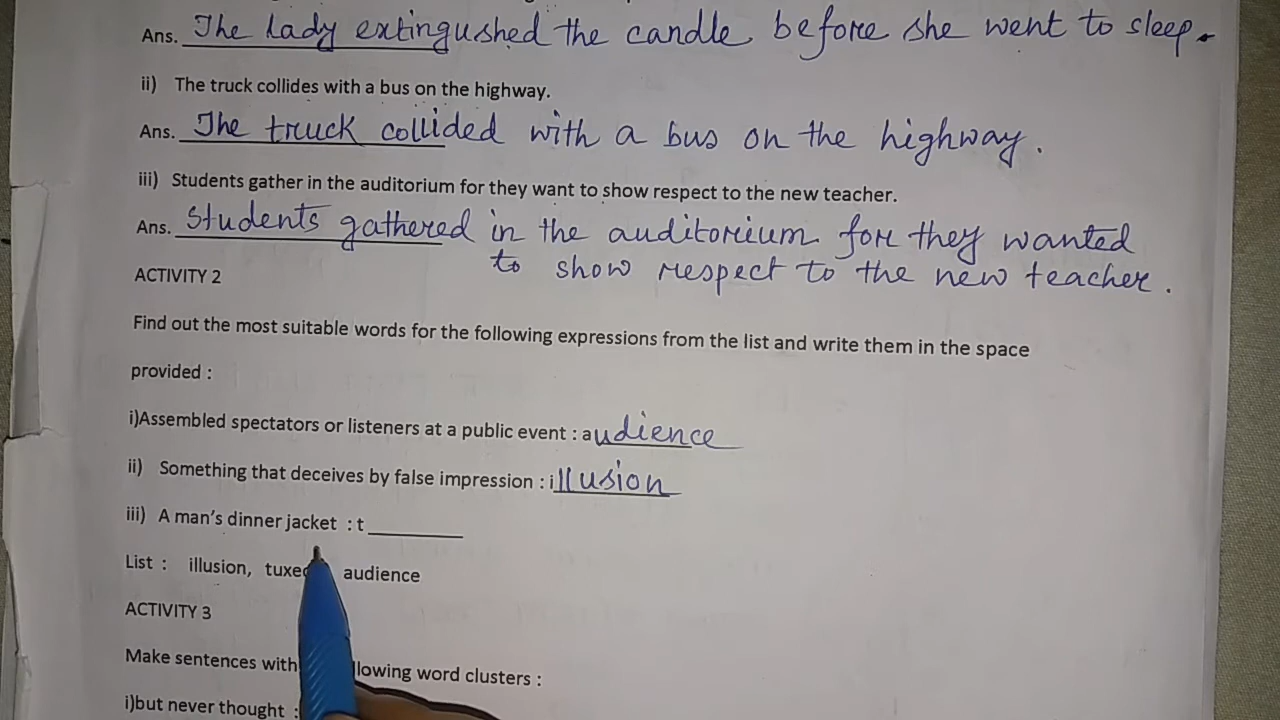 Ans. The lady extingushed the candle before she went to sleep.
ii) The truck collides with a bus on the highway.
Ans. The truck collided with a bus on the highway.
iii) Students gather in the auditorium for they want to show respect to the new teacher.
Ans. Students gathered in the auditorium for they wanted
to show respect to the new teacher.
ACTIVITY 2
Find out the most suitable words for the following expressions from the list and write them in the space
provided :
i)Assembled spectators or listeners at a public event : audience
ii) Something that deceives by false impression : illusion
iii) A man's dinner jacket : t________
List : illusion, tuxed audience
ACTIVITY 3
Make sentences with llowing word clusters :
i)but never thought :